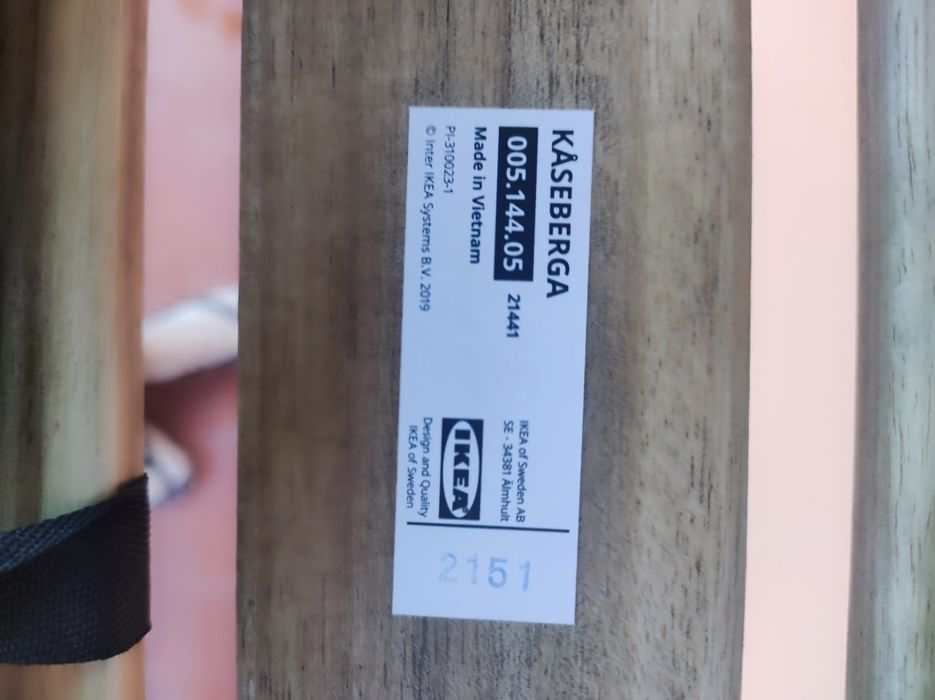 KÅSEBERGA
005.144.05 21441
Made in Vietnam
PI-310023-1
© Inter IKEA Systems B.V. 2019
IKEA of Sweden AB
SE - 34381 Älmhult
IKEA
Design and Quality
IKEA of Sweden
2151